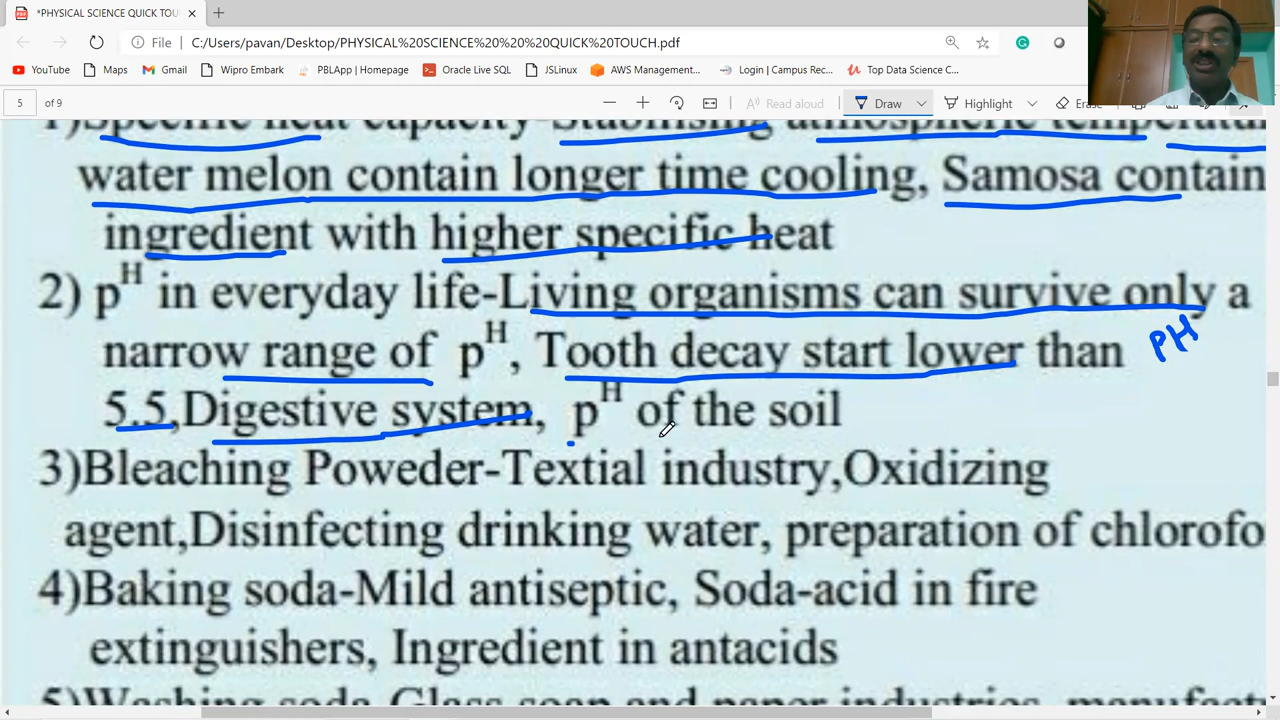 *PHYSICAL SCIENCE QUICK TOU
File C:/Users/pavan/Desktop/PHYSICAL%20SCIENCE%20%20%20QUICK%20TOUCH.pdf
YouTube Maps Gmail Wipro Embark PBLApp | Homepage Oracle Live SQL JSLinux AWS Management... Login | Campus Rec... Top Data Science C...
5 of 9 Read aloud Draw Highlight Erase
1)Specific heat capacity-Stabilising atmospheric temperatur
water melon contain longer time cooling, Samosa contain
ingredient with higher specific heat
2) pH in everyday life-Living organisms can survive only a
narrow range of pH, Tooth decay start lower than PH
5.5,Digestive system, pH of the soil
3)Bleaching Poweder-Textial industry,Oxidizing
agent,Disinfecting drinking water, preparation of chlorofo
4)Baking soda-Mild antiseptic, Soda-acid in fire
extinguishers, Ingredient in antacids
5)Washing soda-Glass,soap and paper industries, manufact